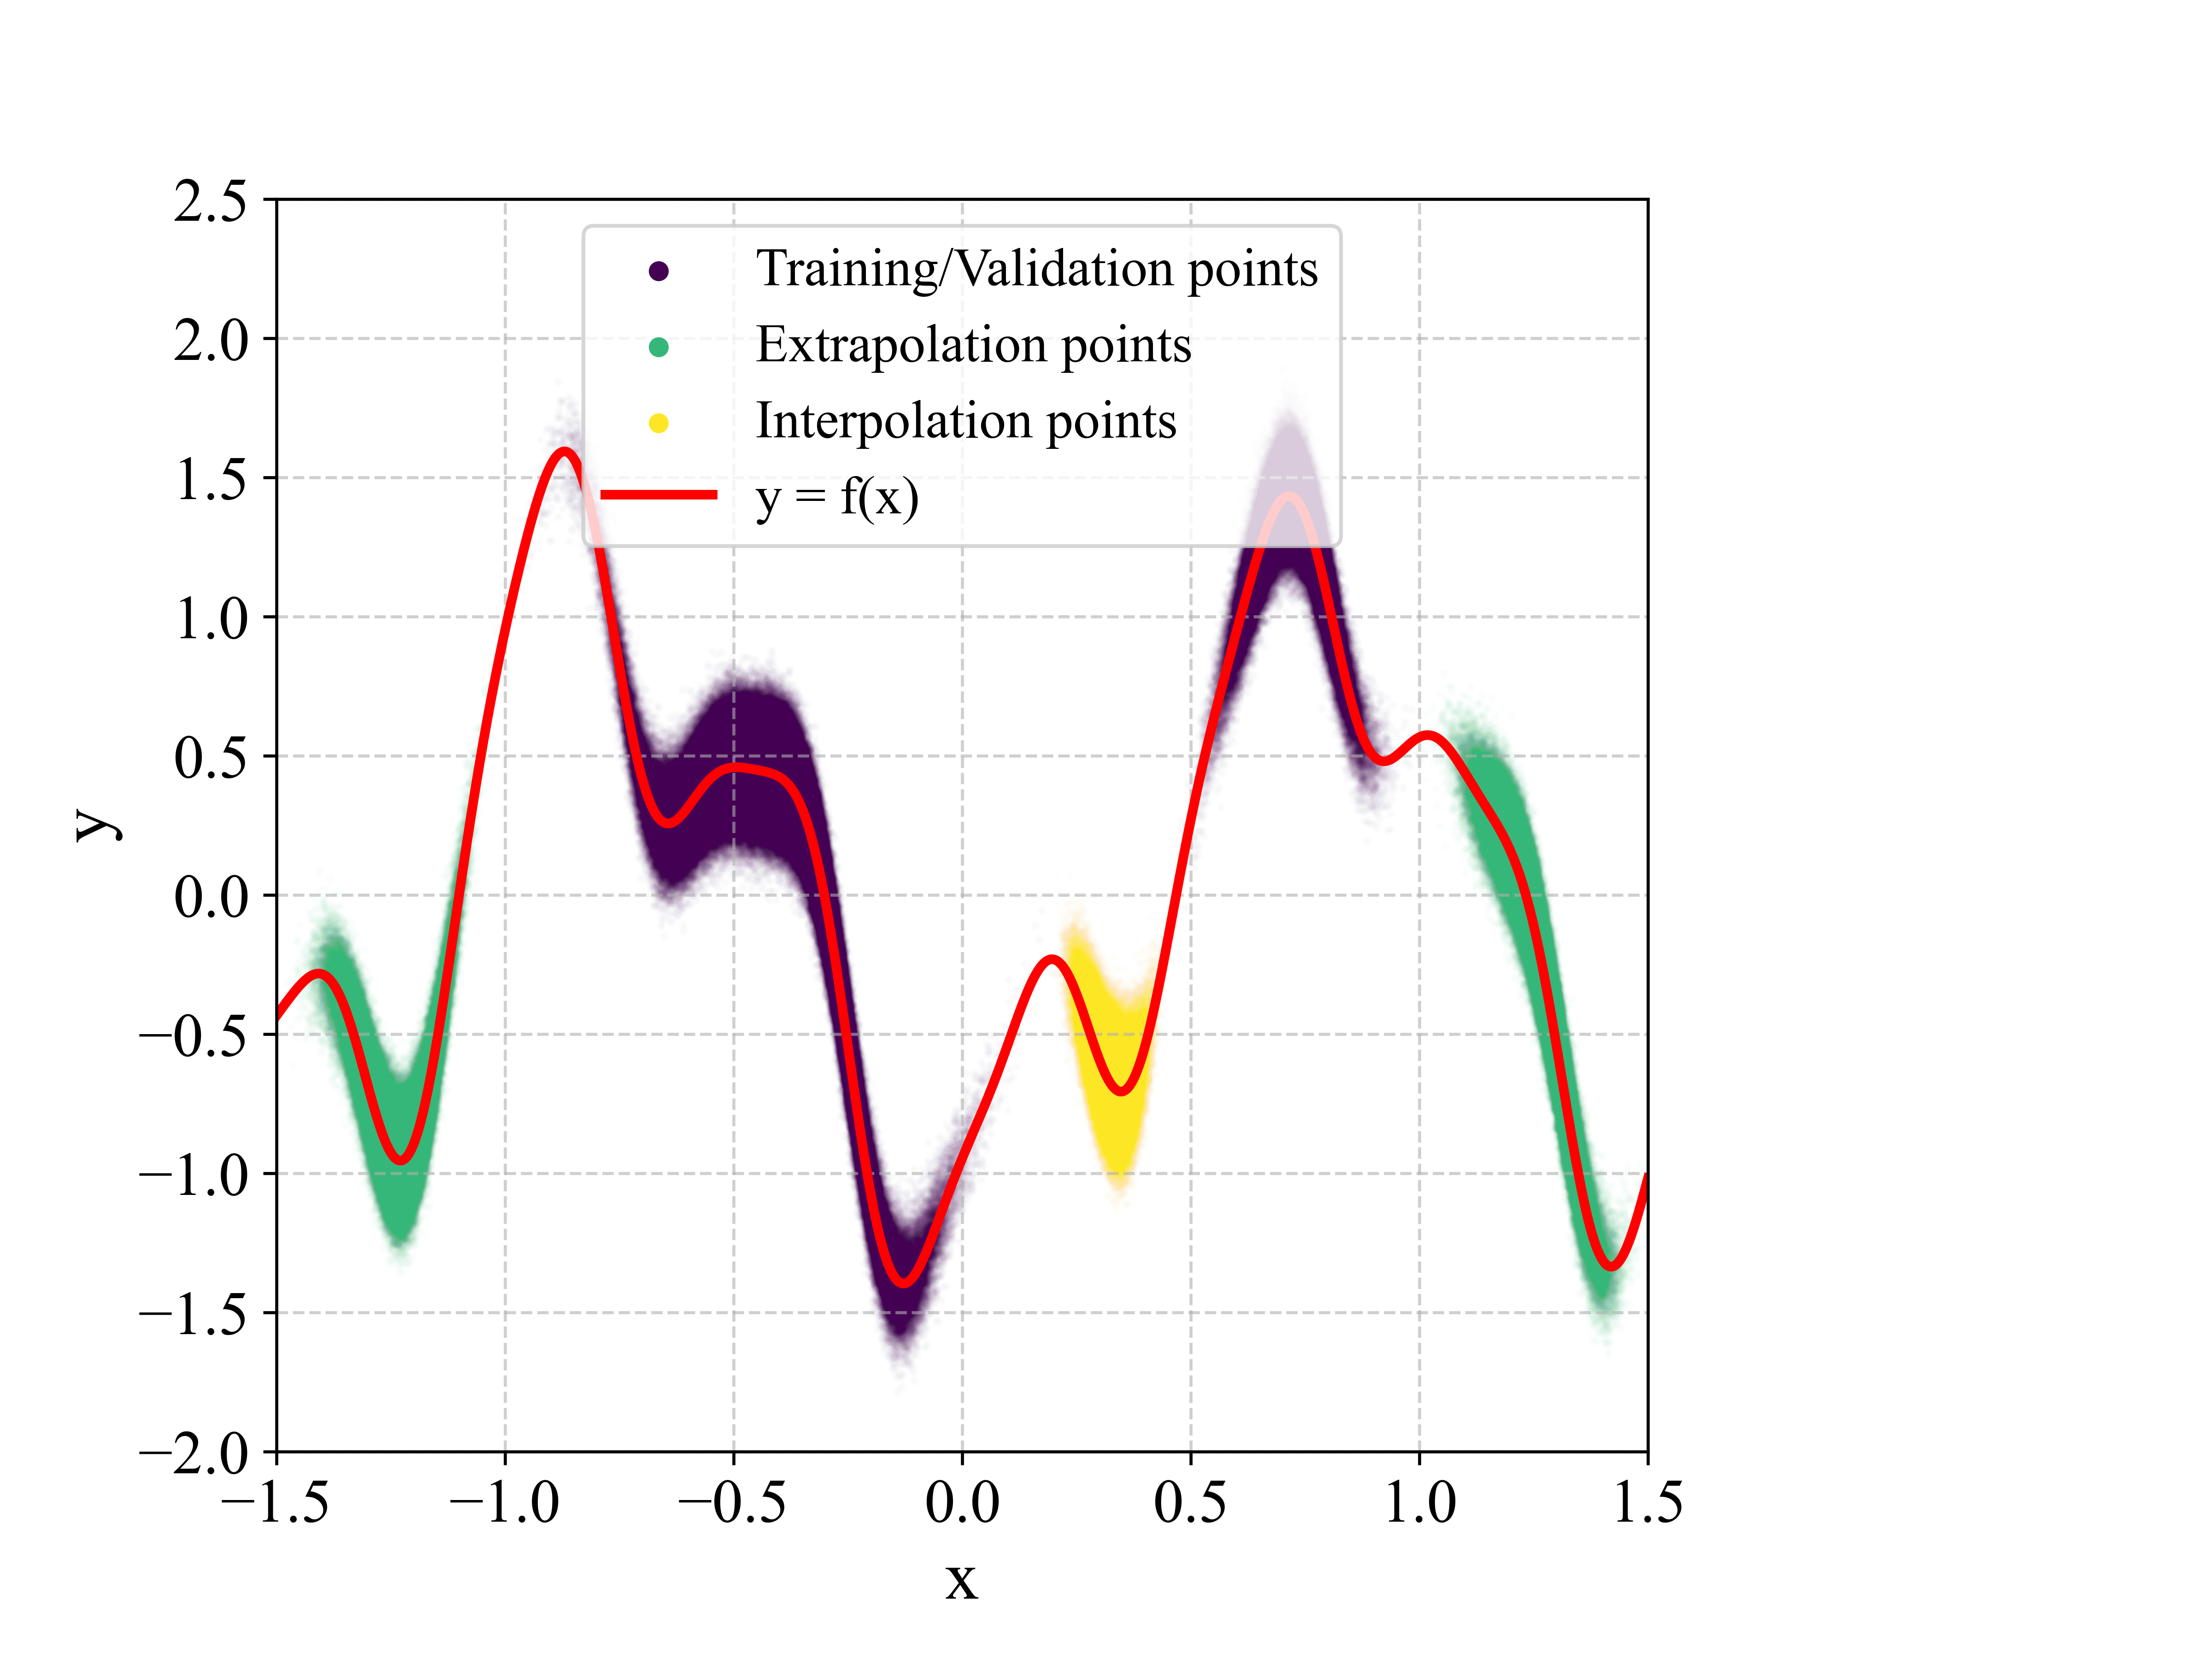 2.5
2.0
1.5
1.0
0.5
0.0
−0.5
−1.0
−1.5
−2.0
y
Training/Validation points
Extrapolation points
Interpolation points
y = f(x)
−1.5 −1.0 −0.5 0.0 0.5 1.0 1.5
x